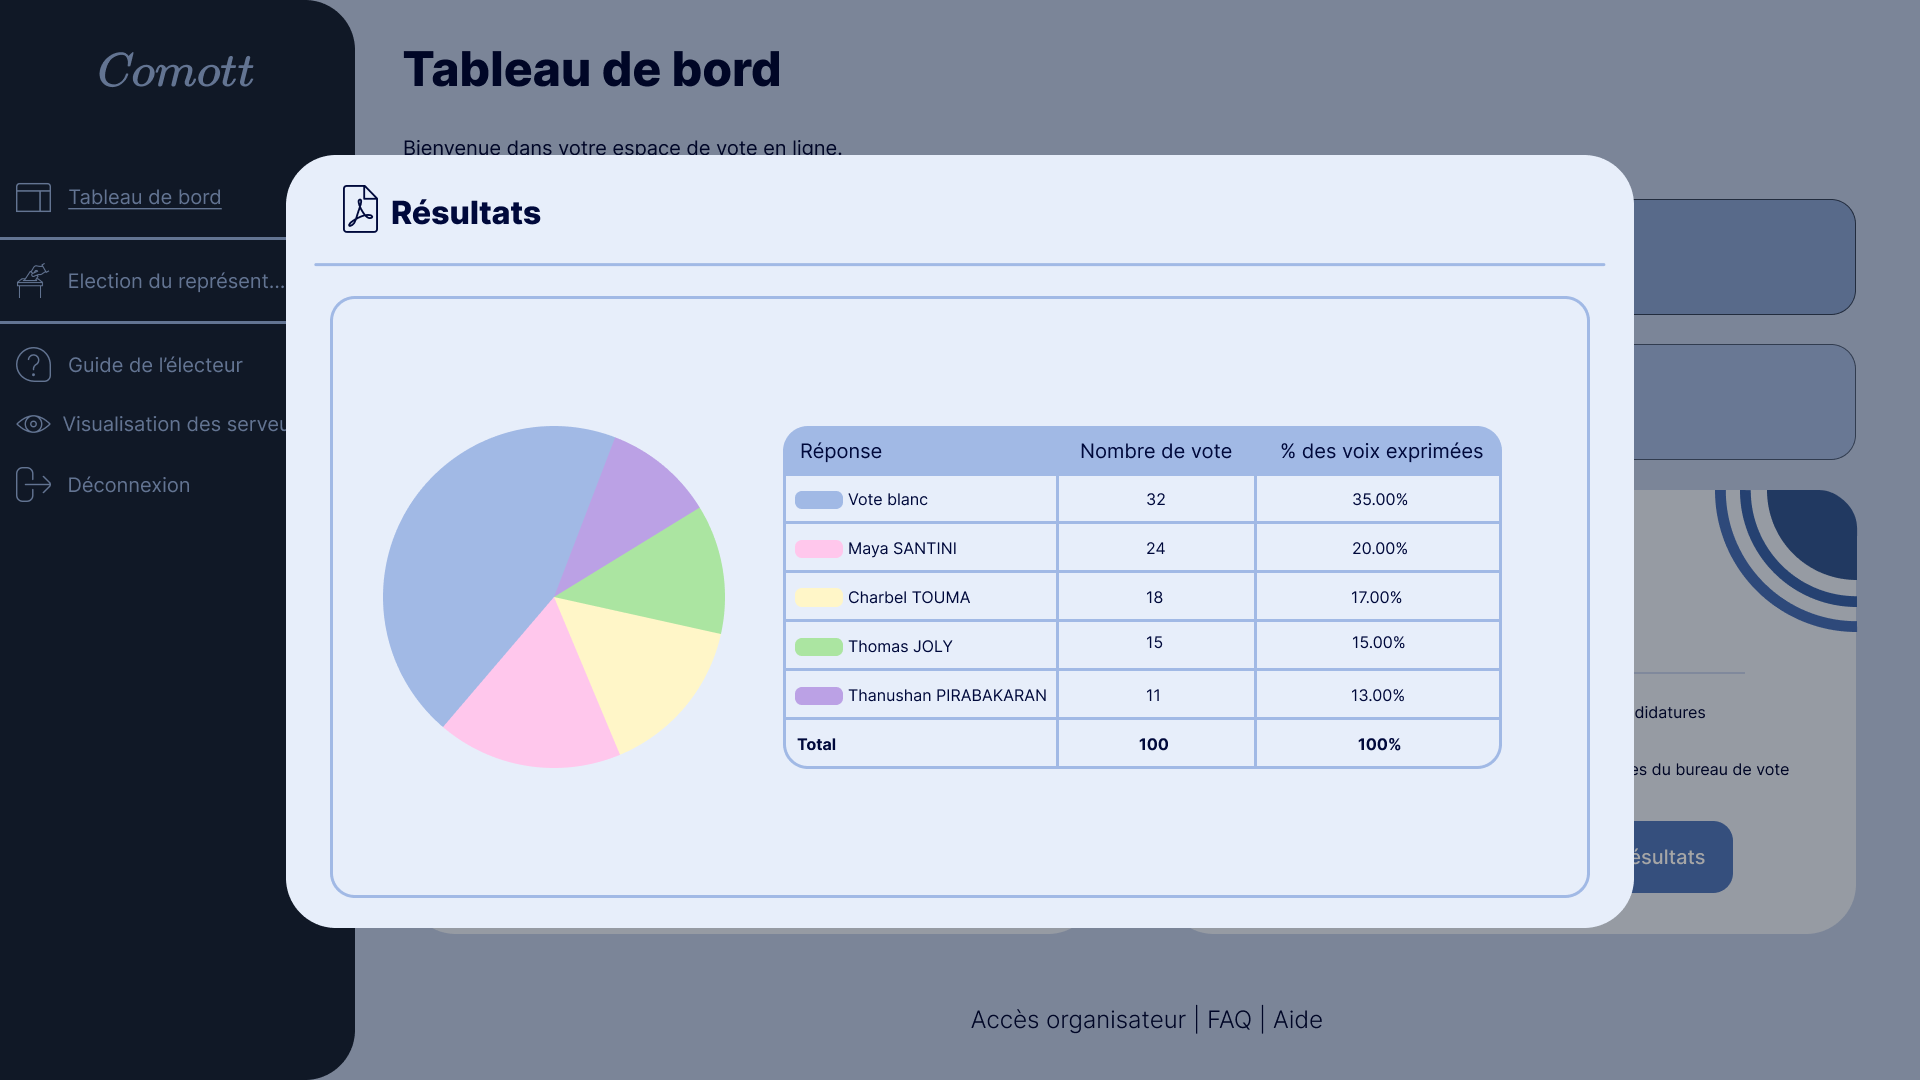 Comott
Tableau de bord
Bienvenue dans votre espace de vote en ligne.
Tableau de bord
Election du représent...
Guide de l’électeur
Visualisation des serveu
Déconnexion
Résultats
Réponse Nombre de vote % des voix exprimées
Vote blanc 32 35.00%
Maya SANTINI 24 20.00%
Charbel TOUMA 18 17.00%
Thomas JOLY 15 15.00%
Thanushan PIRABAKARAN 11 13.00%
Total 100 100%
didatures
es du bureau de vote
ésultats
Accès organisateur | FAQ | Aide